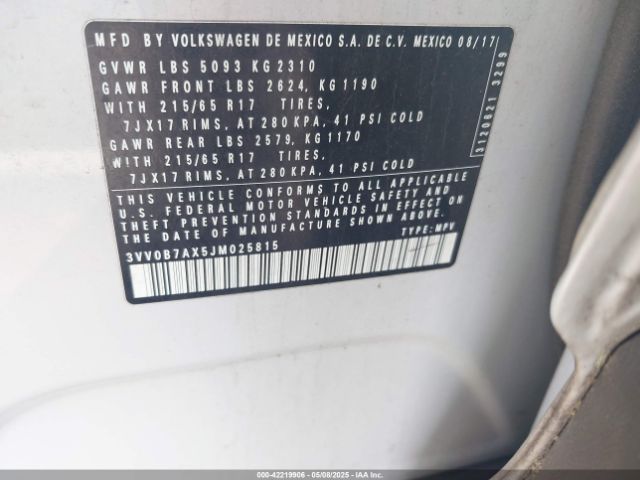 MFD BY VOLKSWAGEN DE MEXICO S.A. DE C.V. MEXICO 08/17
GVWR LBS 5093 KG 2310
GAWR FRONT LBS 2624, KG 1190
WITH 215/65 R17 TIRES,
7JX17 RIMS, AT 280 KPA, 41 PSI COLD
GAWR REAR LBS 2579, KG 1170
WITH 215/65 R17 TIRES,
7JX17 RIMS, AT 280 KPA, 41 PSI COLD
THIS VEHICLE CONFORMS TO ALL APPLICABLE
U.S. FEDERAL MOTOR VEHICLE SAFETY AND
THEFT PREVENTION STANDARDS IN EFFECT ON
THE DATE OF MANUFACTURE SHOWN ABOVE.
3VV0B7AX5JM025815 TYPE: MPV
3120621 3299
000-42219906 - 05/08/2025 - IAAI.com